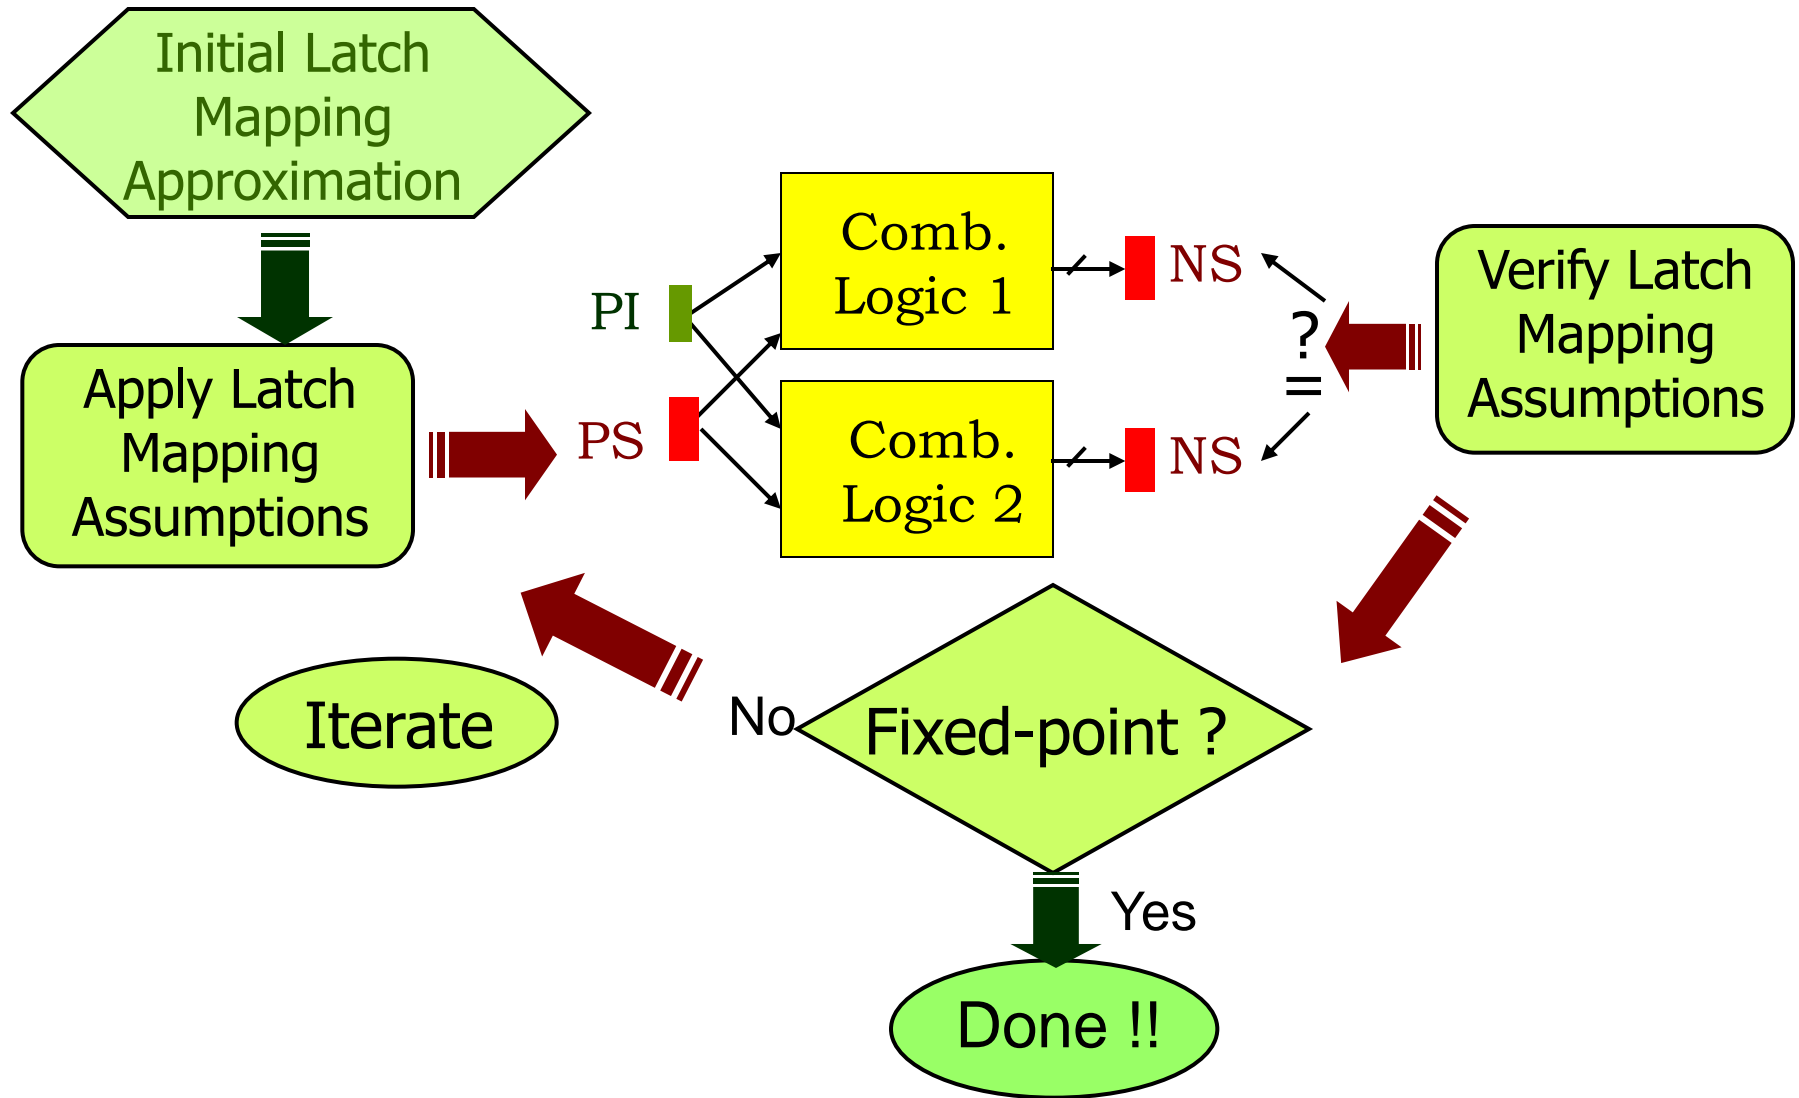 Initial Latch
Mapping
Approximation
Apply Latch
Mapping
Assumptions
PI
PS
Comb.
Logic 1
Comb.
Logic 2
NS
NS
?
=
Verify Latch
Mapping
Assumptions
Iterate
No
Fixed-point ?
Yes
Done !!